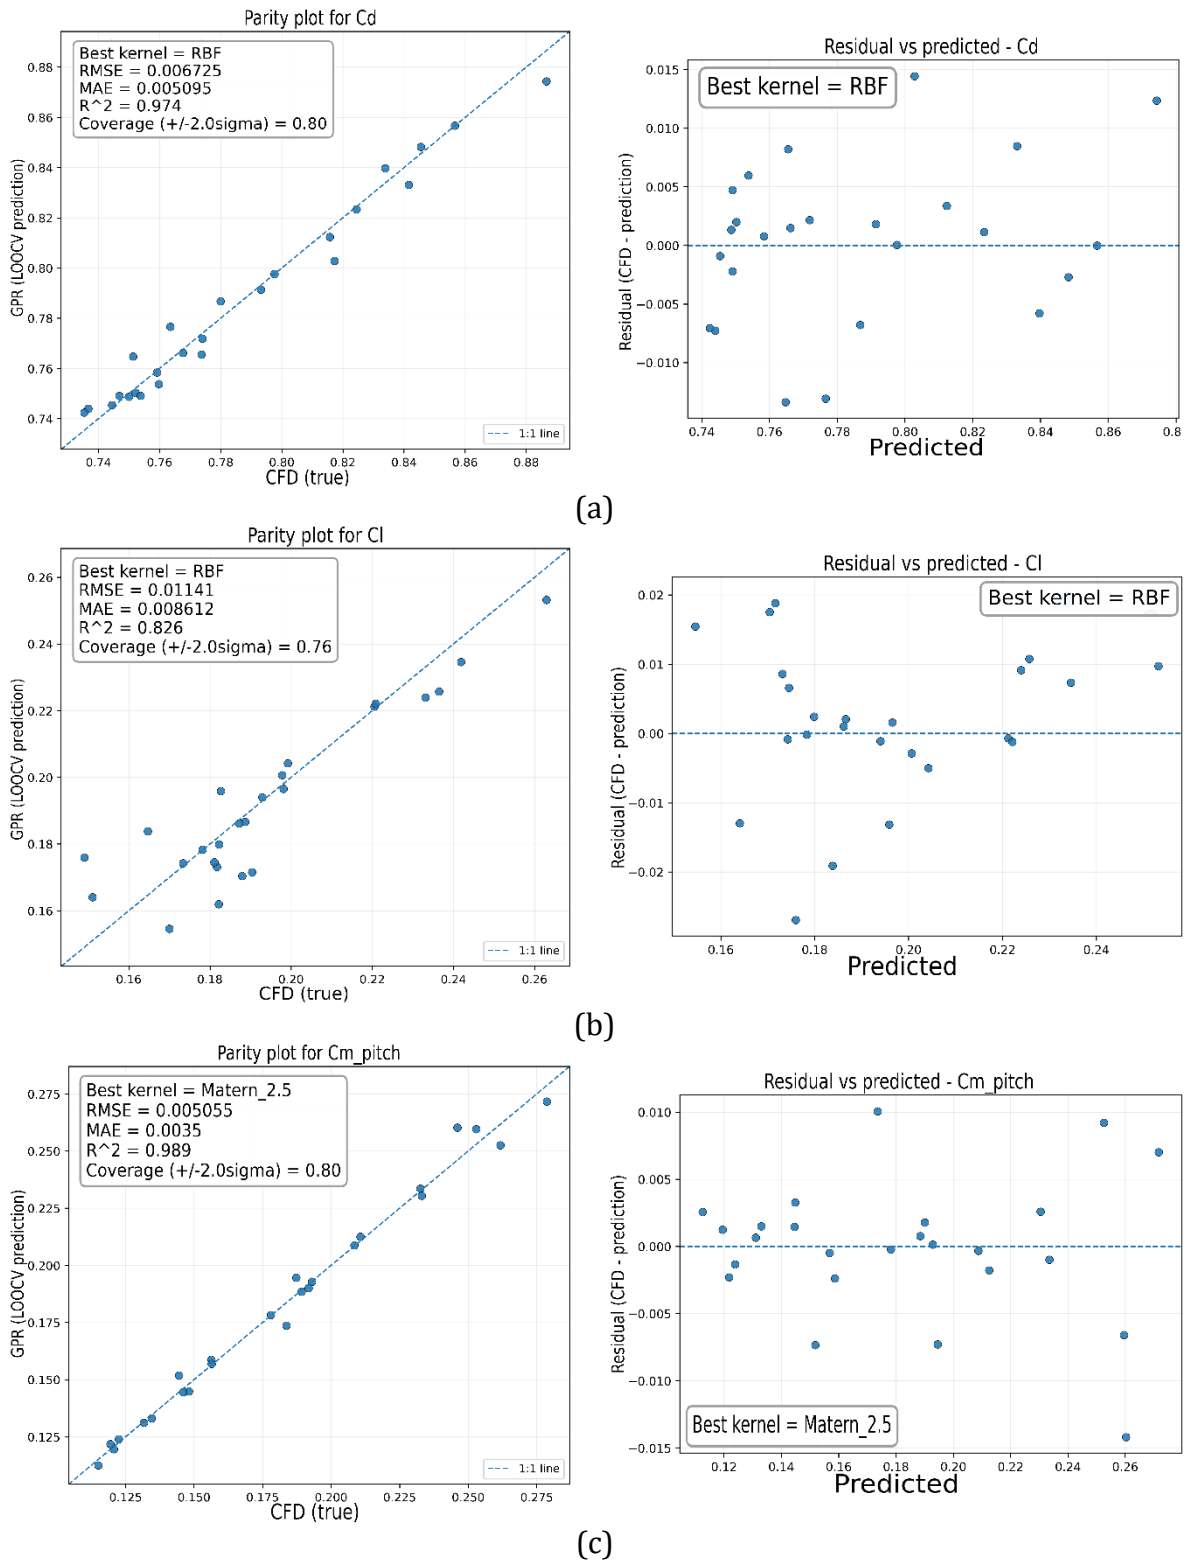 Parity plot for Cd
Best kernel = RBF
RMSE = 0.006725
MAE = 0.005095
R^2 = 0.974
Coverage (+/-2.0sigma) = 0.80
GPR (LOOCV prediction)
0.88
0.86
0.84
0.82
0.80
0.78
0.76
0.74
1:1 line
0.74 0.76 0.78 0.80 0.82 0.84 0.86 0.88
CFD (true)
Residual vs predicted - Cd
Best kernel = RBF
Residual (CFD - prediction)
0.015
0.010
0.005
0.000
−0.005
−0.010
0.74 0.76 0.78 0.80 0.82 0.84 0.86 0.8
Predicted
(a)
Parity plot for Cl
Best kernel = RBF
RMSE = 0.01141
MAE = 0.008612
R^2 = 0.826
Coverage (+/-2.0sigma) = 0.76
GPR (LOOCV prediction)
0.26
0.24
0.22
0.20
0.18
0.16
1:1 line
0.16 0.18 0.20 0.22 0.24 0.26
CFD (true)
Residual vs predicted - Cl
Best kernel = RBF
Residual (CFD - prediction)
0.02
0.01
0.00
−0.01
−0.02
0.16 0.18 0.20 0.22 0.24
Predicted
(b)
Parity plot for Cm_pitch
Best kernel = Matern_2.5
RMSE = 0.005055
MAE = 0.0035
R^2 = 0.989
Coverage (+/-2.0sigma) = 0.80
GPR (LOOCV prediction)
0.275
0.250
0.225
0.200
0.175
0.150
0.125
1:1 line
0.125 0.150 0.175 0.200 0.225 0.250 0.275
CFD (true)
Residual vs predicted - Cm_pitch
Best kernel = Matern_2.5
Residual (CFD - prediction)
0.010
0.005
0.000
−0.005
−0.010
−0.015
0.12 0.14 0.16 0.18 0.20 0.22 0.24 0.26
Predicted
(c)